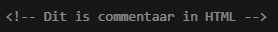 <!-- Dit is commentaar in HTML -->